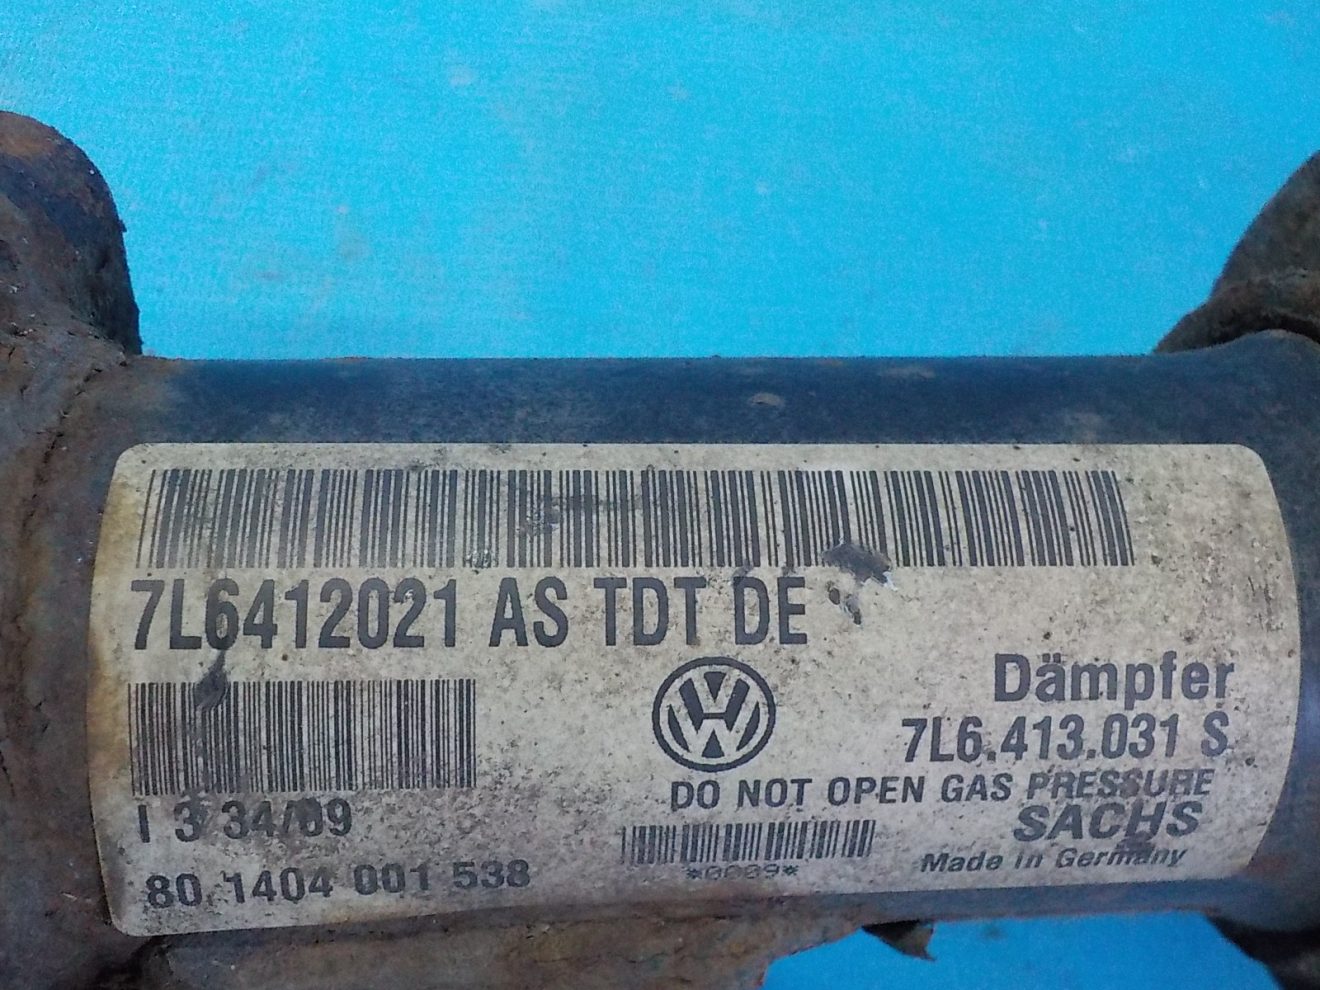 7L6412021 AS TDT DE
Dämpfer
7L6.413.031 S
DO NOT OPEN GAS PRESSURE
SACHS
Made in Germany
I 3 34/09
80 1404 001 538
*0009*